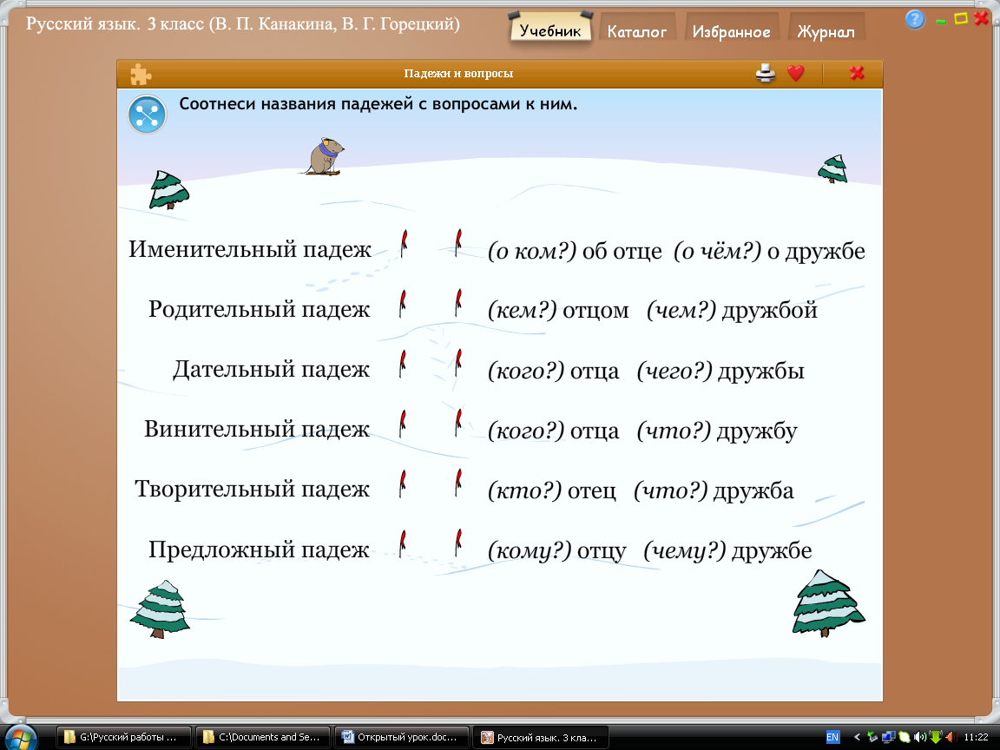 Русский язык. 3 класс (В. П. Канакина, В. Г. Горецкий)
Учебник Каталог Избранное Журнал
Падежи и вопросы
Соотнеси названия падежей с вопросами к ним.
Именительный падеж (о ком?) об отце (о чём?) о дружбе
Родительный падеж (кем?) отцом (чем?) дружбой
Дательный падеж (кого?) отца (чего?) дружбы
Винительный падеж (кого?) отца (что?) дружбу
Творительный падеж (кто?) отец (что?) дружба
Предложный падеж (кому?) отцу (чему?) дружбе
G:\Русский работы ... C:\Documents and Se... Открытый урок.doc... Русский язык. 3 кла... EN 11:22